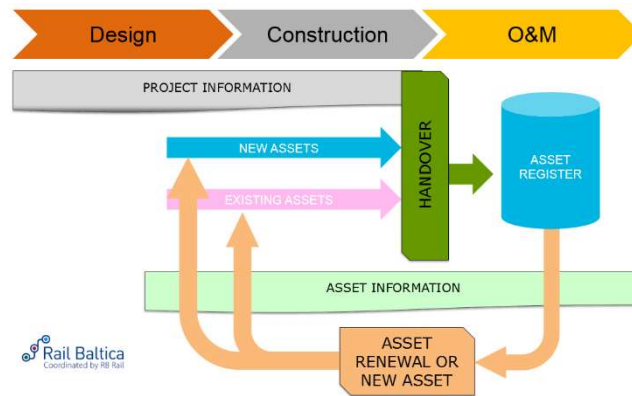 Design
Construction
O&M
PROJECT INFORMATION
NEW ASSETS
EXISTING ASSETS
HANDOVER
ASSET
REGISTER
ASSET INFORMATION
ASSET
RENEWAL OR
NEW ASSET
Rail Baltica
Coordinated by RB Rail